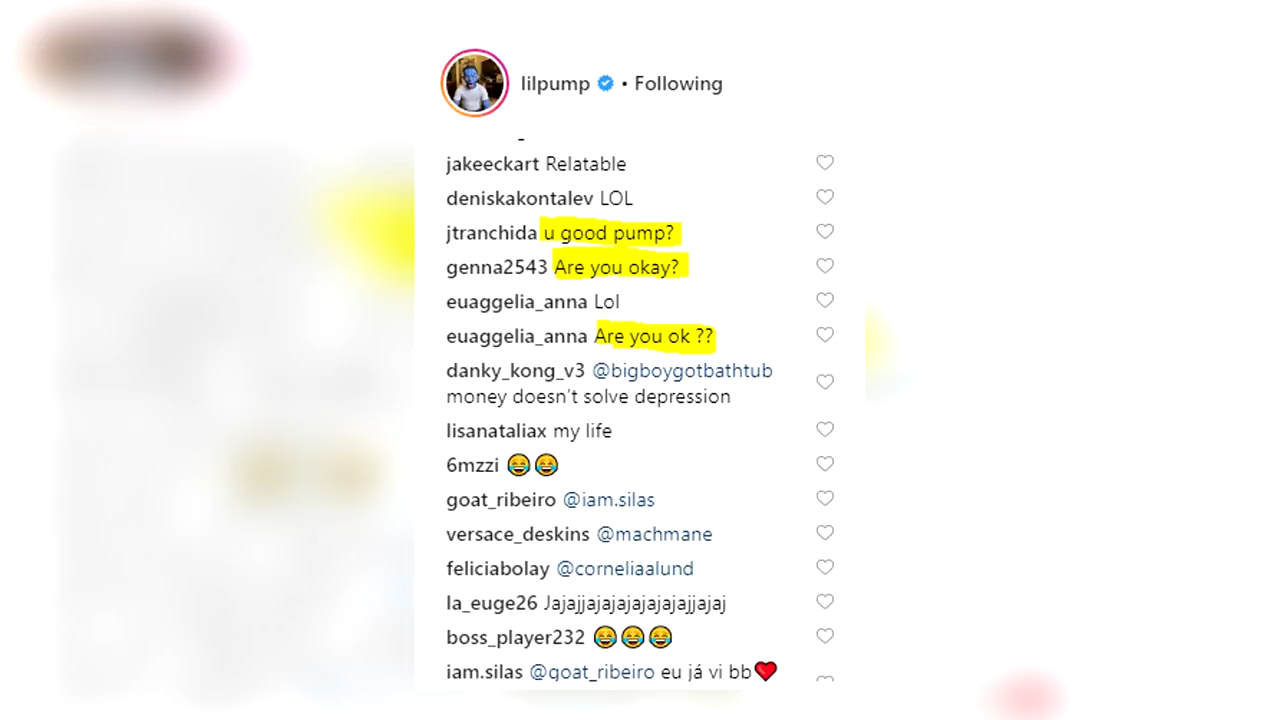 lilpump • Following
jakeeckart Relatable
deniskakontalev LOL
jtranchida u good pump?
genna2543 Are you okay?
euaggelia_anna Lol
euaggelia_anna Are you ok ??
danky_kong_v3 @bigboygotbathtub
money doesn't solve depression
lisanataliax my life
6mzzi 😂😂
goat_ribeiro @iam.silas
versace_deskins @machmane
feliciabolay @corneliaalund
la_euge26 Jajajjajajajajajajajjajaj
boss_player232 😂😂😂
iam.silas @goat_ribeiro eu já vi bb❤️